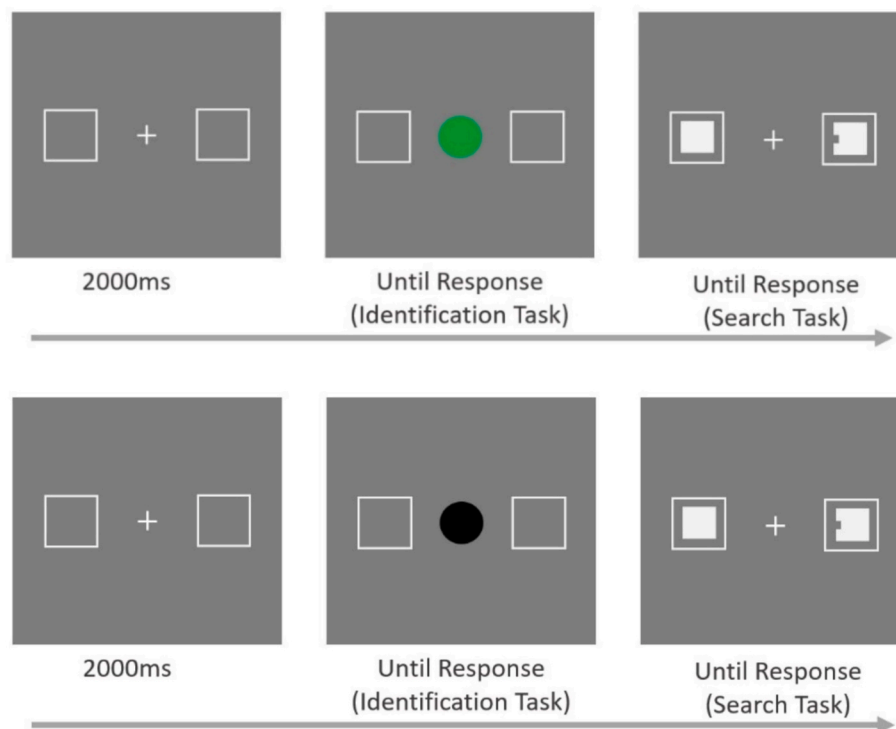 2000ms
Until Response
(Identification Task)
Until Response
(Search Task)
2000ms
Until Response
(Identification Task)
Until Response
(Search Task)